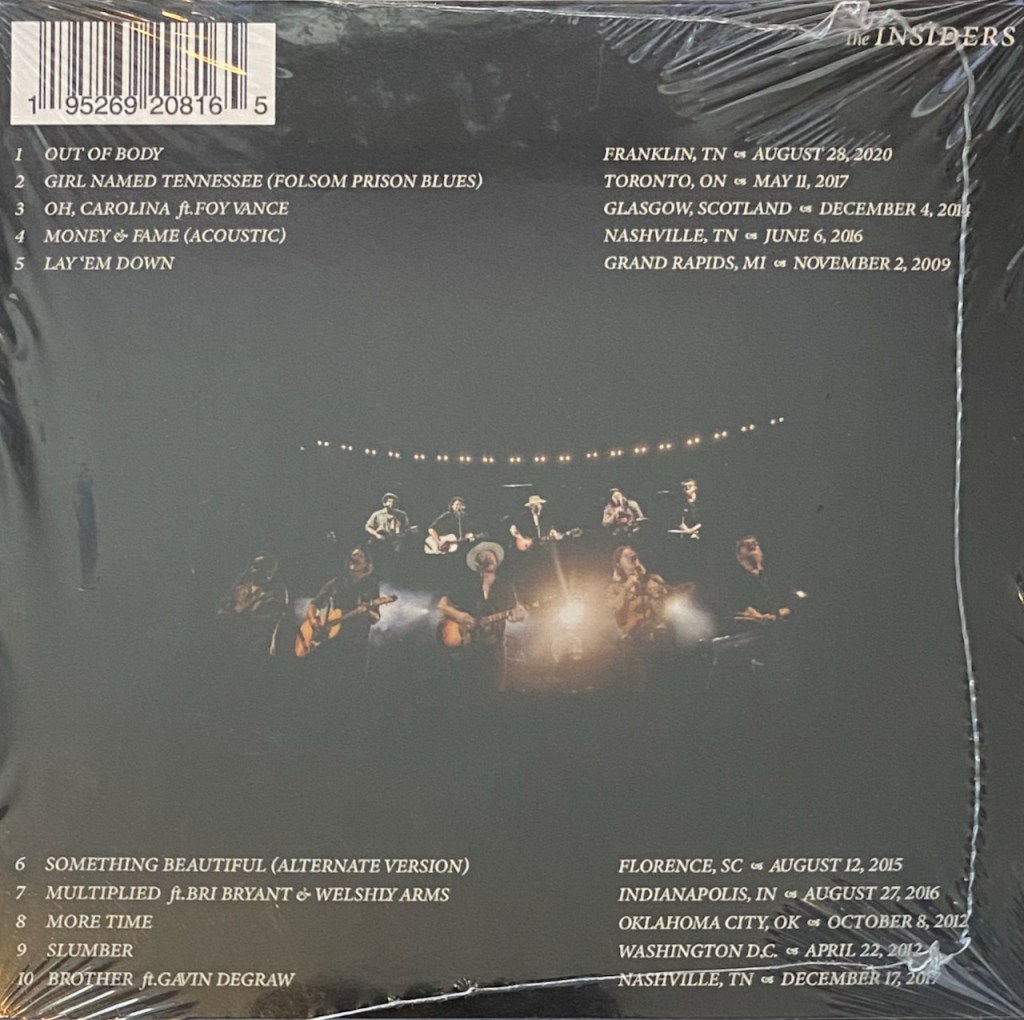 the INSIDERS
1 95269 20816 5
1 OUT OF BODY FRANKLIN, TN AUGUST 28, 2020
2 GIRL NAMED TENNESSEE (FOLSOM PRISON BLUES) TORONTO, ON MAY 11, 2017
3 OH, CAROLINA ft.FOY VANCE GLASGOW, SCOTLAND DECEMBER 4, 2014
4 MONEY & FAME (ACOUSTIC) NASHVILLE, TN JUNE 6, 2016
5 LAY 'EM DOWN GRAND RAPIDS, MI NOVEMBER 2, 2009
6 SOMETHING BEAUTIFUL (ALTERNATE VERSION) FLORENCE, SC AUGUST 12, 2015
7 MULTIPLIED ft.BRI BRYANT & WELSHLY ARMS INDIANAPOLIS, IN AUGUST 27, 2016
8 MORE TIME OKLAHOMA CITY, OK OCTOBER 8, 2012
9 SLUMBER WASHINGTON D.C. APRIL 22, 2012
10 BROTHER ft.GAVIN DEGRAW NASHVILLE, TN DECEMBER 17,